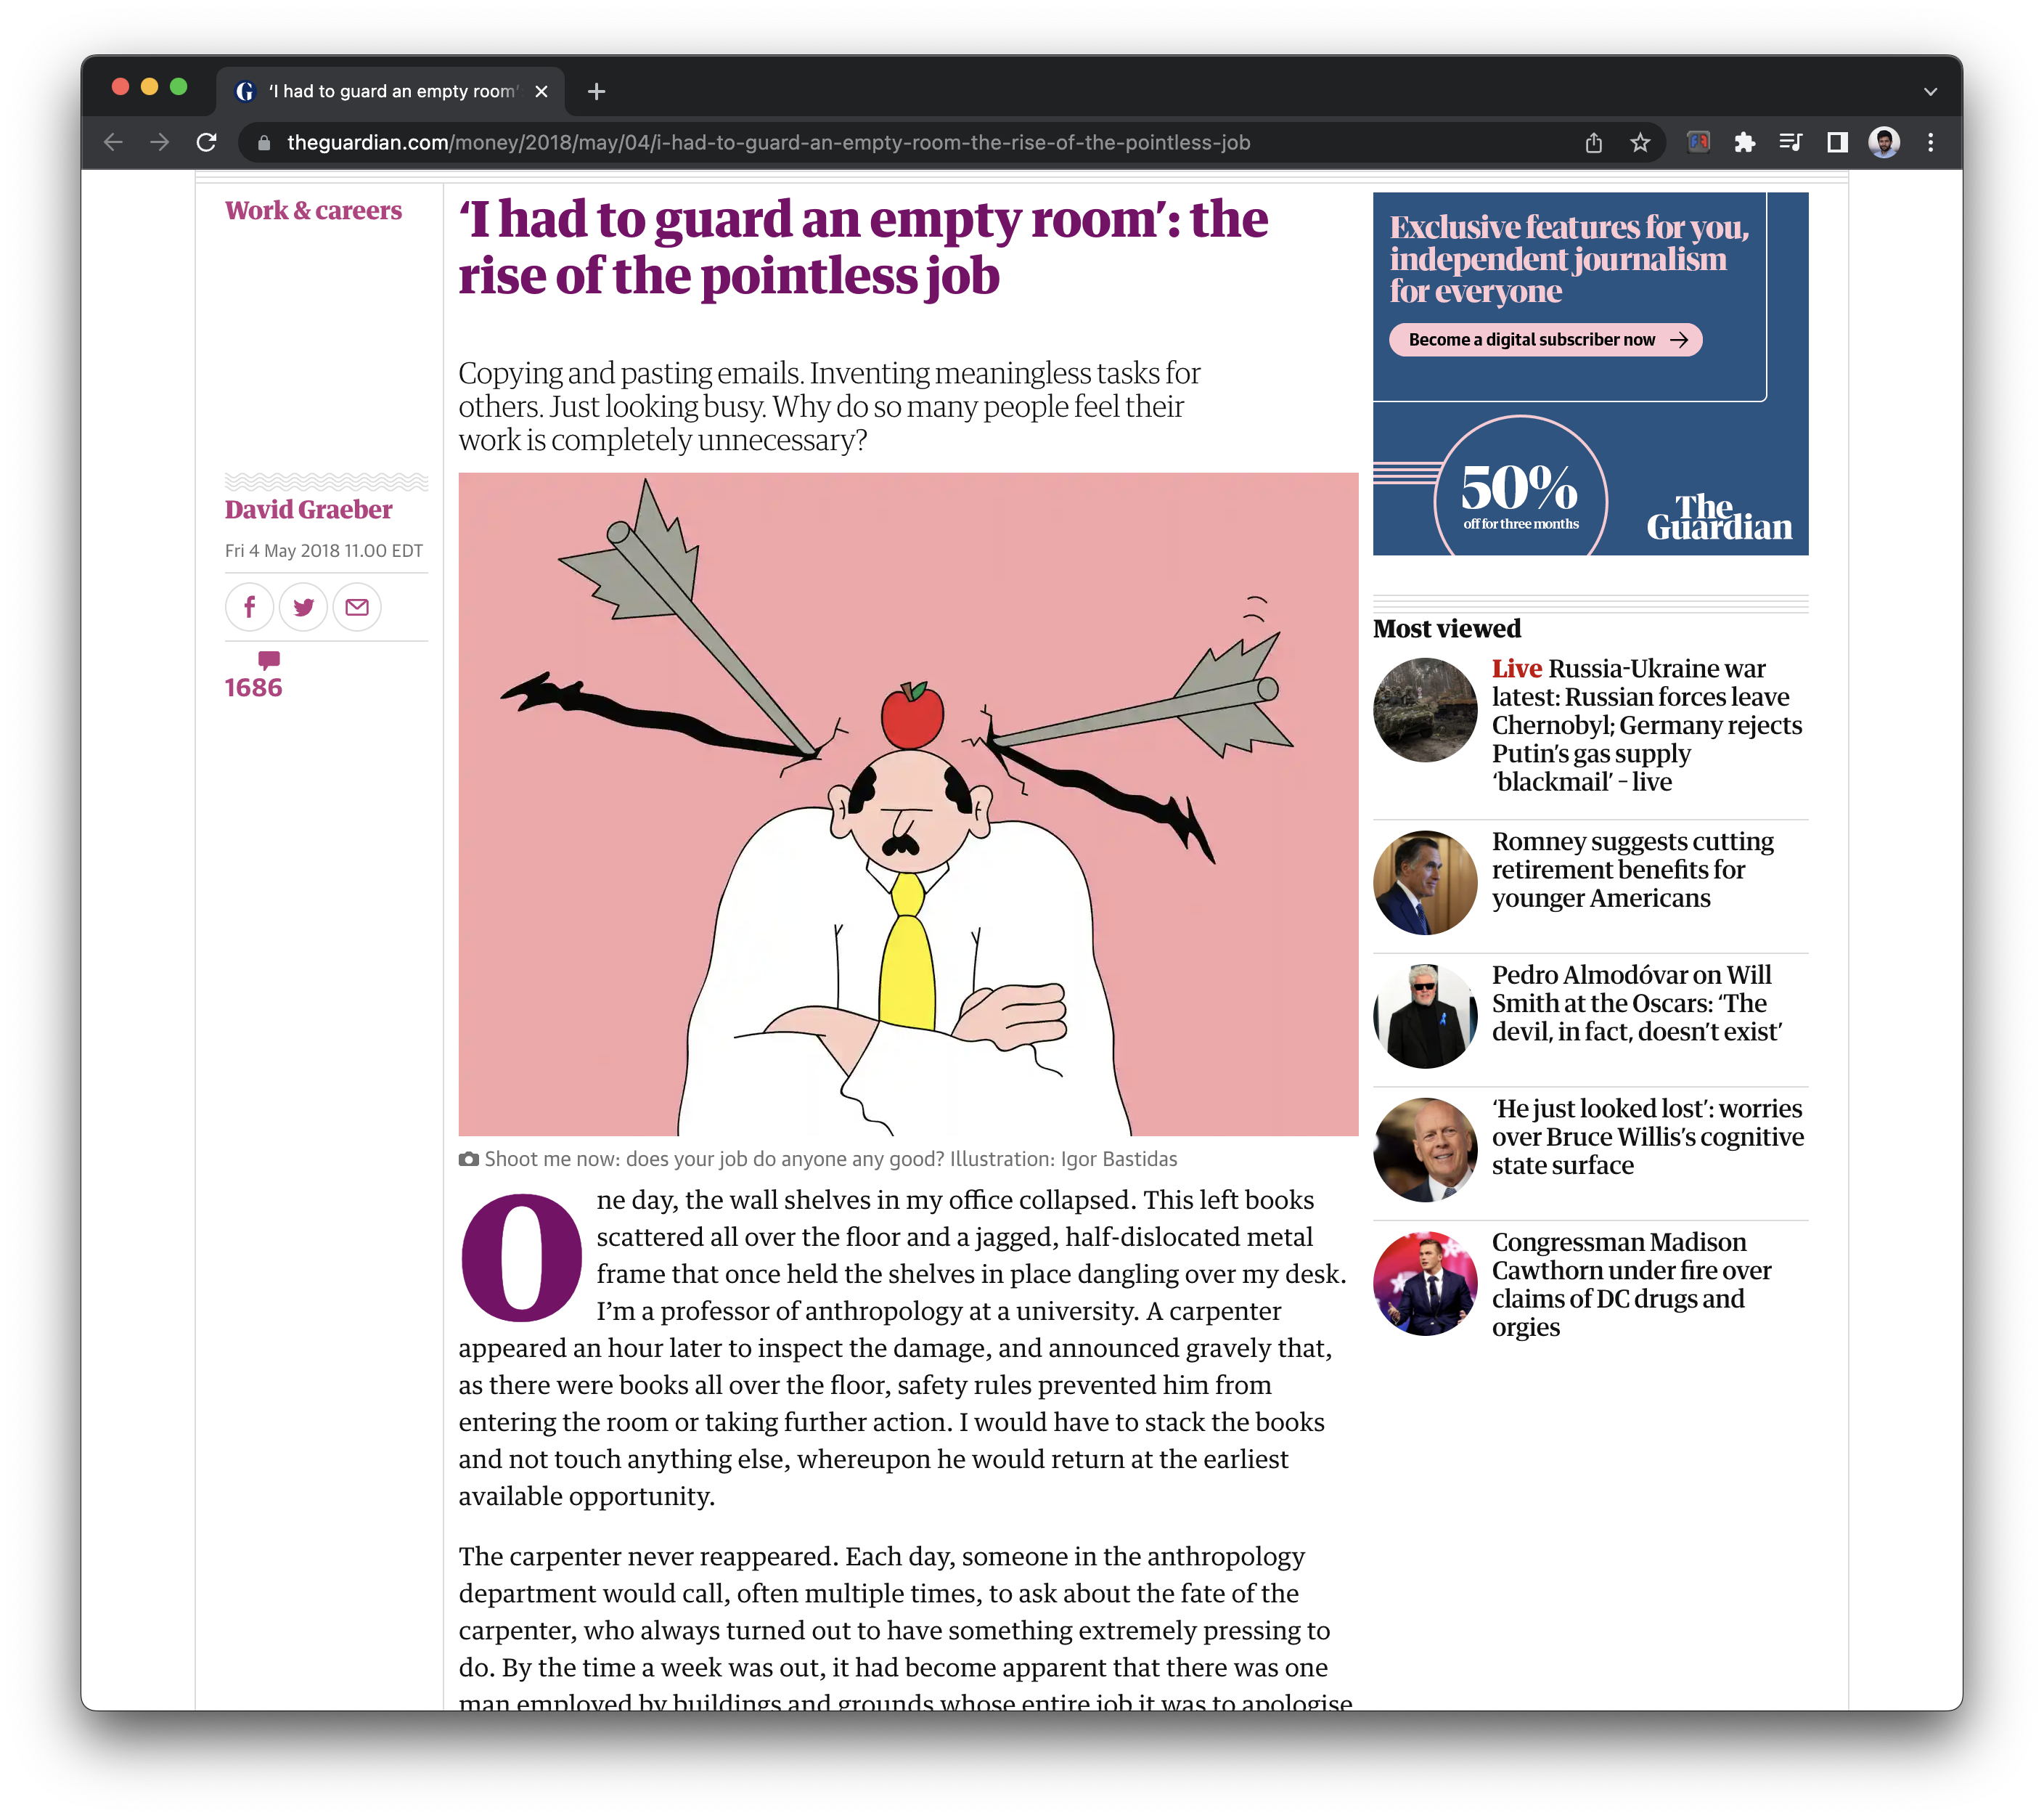 ‘I had to guard an empty room’
theguardian.com/money/2018/may/04/i-had-to-guard-an-empty-room-the-rise-of-the-pointless-job
Work & careers
‘I had to guard an empty room’: the
rise of the pointless job
Copying and pasting emails. Inventing meaningless tasks for
others. Just looking busy. Why do so many people feel their
work is completely unnecessary?
David Graeber
Fri 4 May 2018 11.00 EDT
1686
Shoot me now: does your job do anyone any good? Illustration: Igor Bastidas
One day, the wall shelves in my office collapsed. This left books
scattered all over the floor and a jagged, half-dislocated metal
frame that once held the shelves in place dangling over my desk.
I’m a professor of anthropology at a university. A carpenter
appeared an hour later to inspect the damage, and announced gravely that,
as there were books all over the floor, safety rules prevented him from
entering the room or taking further action. I would have to stack the books
and not touch anything else, whereupon he would return at the earliest
available opportunity.
The carpenter never reappeared. Each day, someone in the anthropology
department would call, often multiple times, to ask about the fate of the
carpenter, who always turned out to have something extremely pressing to
do. By the time a week was out, it had become apparent that there was one
man employed by buildings and grounds whose entire job it was to apologise
Exclusive features for you,
independent journalism
for everyone
Become a digital subscriber now
50%
off for three months
The
Guardian
Most viewed
Live Russia-Ukraine war
latest: Russian forces leave
Chernobyl; Germany rejects
Putin’s gas supply
‘blackmail’ – live
Romney suggests cutting
retirement benefits for
younger Americans
Pedro Almodóvar on Will
Smith at the Oscars: ‘The
devil, in fact, doesn’t exist’
‘He just looked lost’: worries
over Bruce Willis’s cognitive
state surface
Congressman Madison
Cawthorn under fire over
claims of DC drugs and
orgies